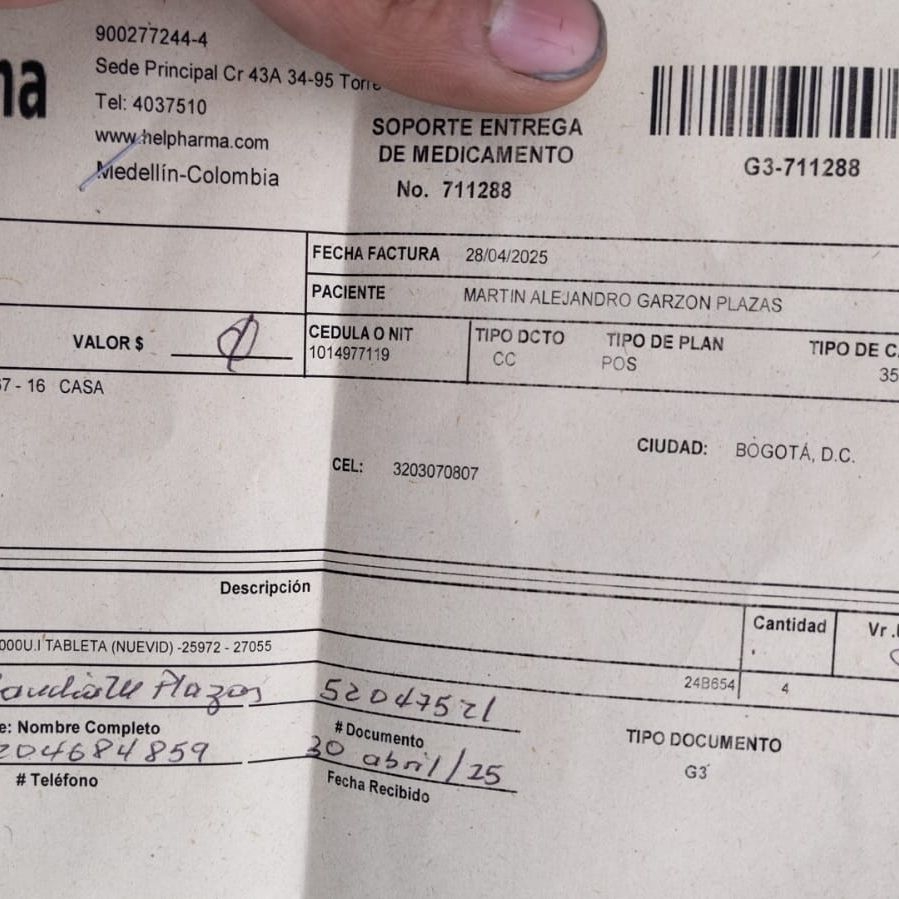 ma
900277244-4
Sede Principal Cr 43A 34-95 Torre
Tel: 4037510
www.helpharma.com
Medellín-Colombia
SOPORTE ENTREGA
DE MEDICAMENTO
No. 711288
G3-711288
FECHA FACTURA 28/04/2025
PACIENTE MARTIN ALEJANDRO GARZON PLAZAS
VALOR $
CEDULA O NIT
1014977119
TIPO DCTO
CC
TIPO DE PLAN
POS
TIPO DE C
35
67 - 16 CASA
CIUDAD: BOGOTÁ, D.C.
CEL: 3203070807
Descripción
Cantidad
Vr.
000U.I TABLETA (NUEVID) -25972 - 27055
24B654
4
Plazas
52047521
e: Nombre Completo
# Documento
204684859
30 abril/25
# Teléfono
Fecha Recibido
TIPO DOCUMENTO
G3